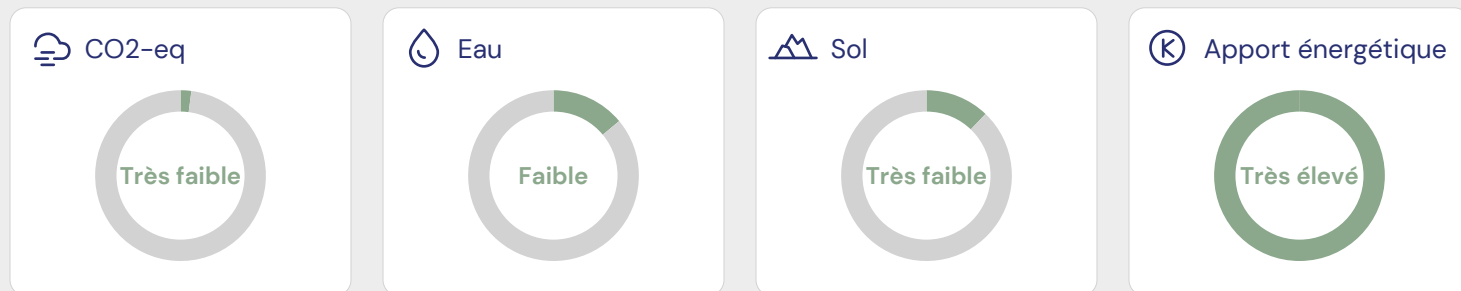 CO2-eq
Très faible
Eau
Faible
Sol
Très faible
Apport énergétique
Très élevé